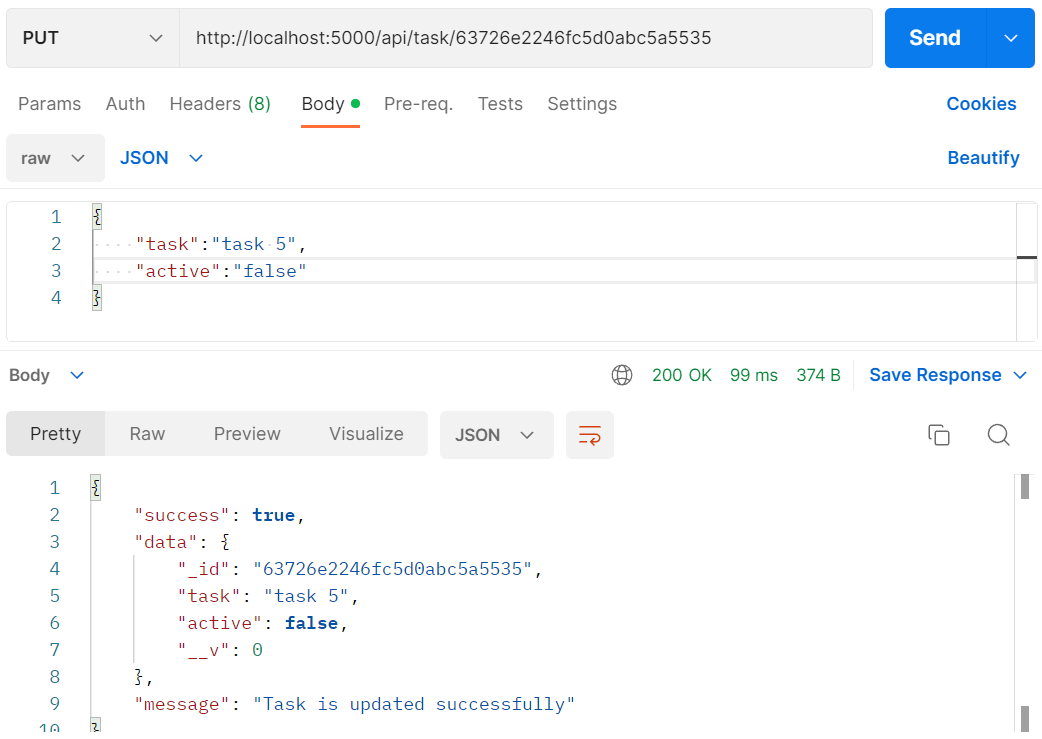 PUT http://localhost:5000/api/task/63726e2246fc5d0abc5a5535 Send
Params Auth Headers (8) Body Pre-req. Tests Settings Cookies
raw JSON Beautify
1 {
2 "task":"task 5",
3 "active":"false"
4 }
Body 200 OK 99 ms 374 B Save Response
Pretty Raw Preview Visualize JSON
1 {
2 "success": true,
3 "data": {
4 "_id": "63726e2246fc5d0abc5a5535",
5 "task": "task 5",
6 "active": false,
7 "__v": 0
8 },
9 "message": "Task is updated successfully"
10 }